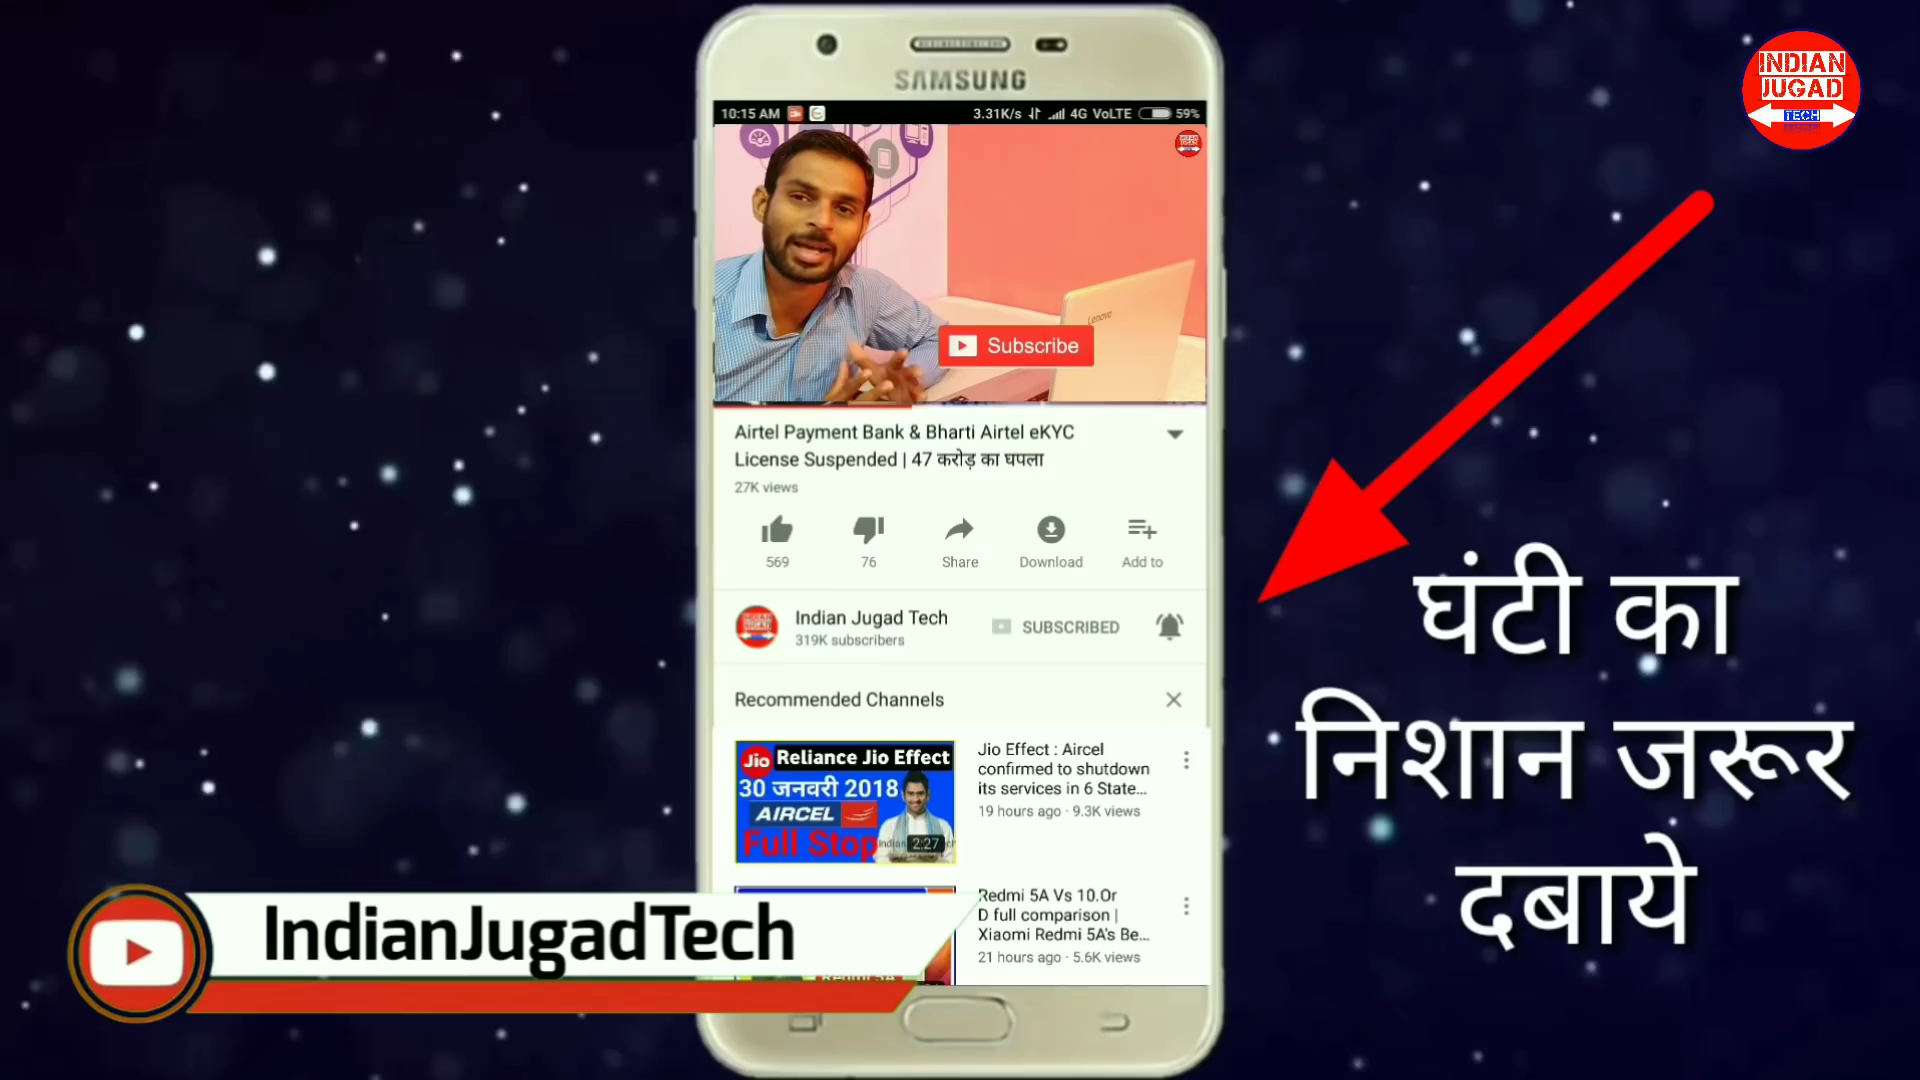 SAMSUNG
INDIAN
JUGAD
TECH
10:15 AM 3.31K/s 4G VoLTE 59%
Lenovo
Subscribe
Airtel Payment Bank & Bharti Airtel eKYC
License Suspended | 47 करोड़ का घपला
27K views
569 76 Share Download Add to
Indian Jugad Tech
319K subscribers
SUBSCRIBED
घंटी का
निशान जरूर
दबाये
Recommended Channels
Jio Reliance Jio Effect
30 जनवरी 2018
AIRCEL
Full Stop
2:27
Jio Effect : Aircel
confirmed to shutdown
its services in 6 State...
19 hours ago · 9.3K views
Redmi 5A Vs 10.Or
D full comparison |
Xiaomi Redmi 5A's Be...
21 hours ago · 5.6K views
IndianJugadTech